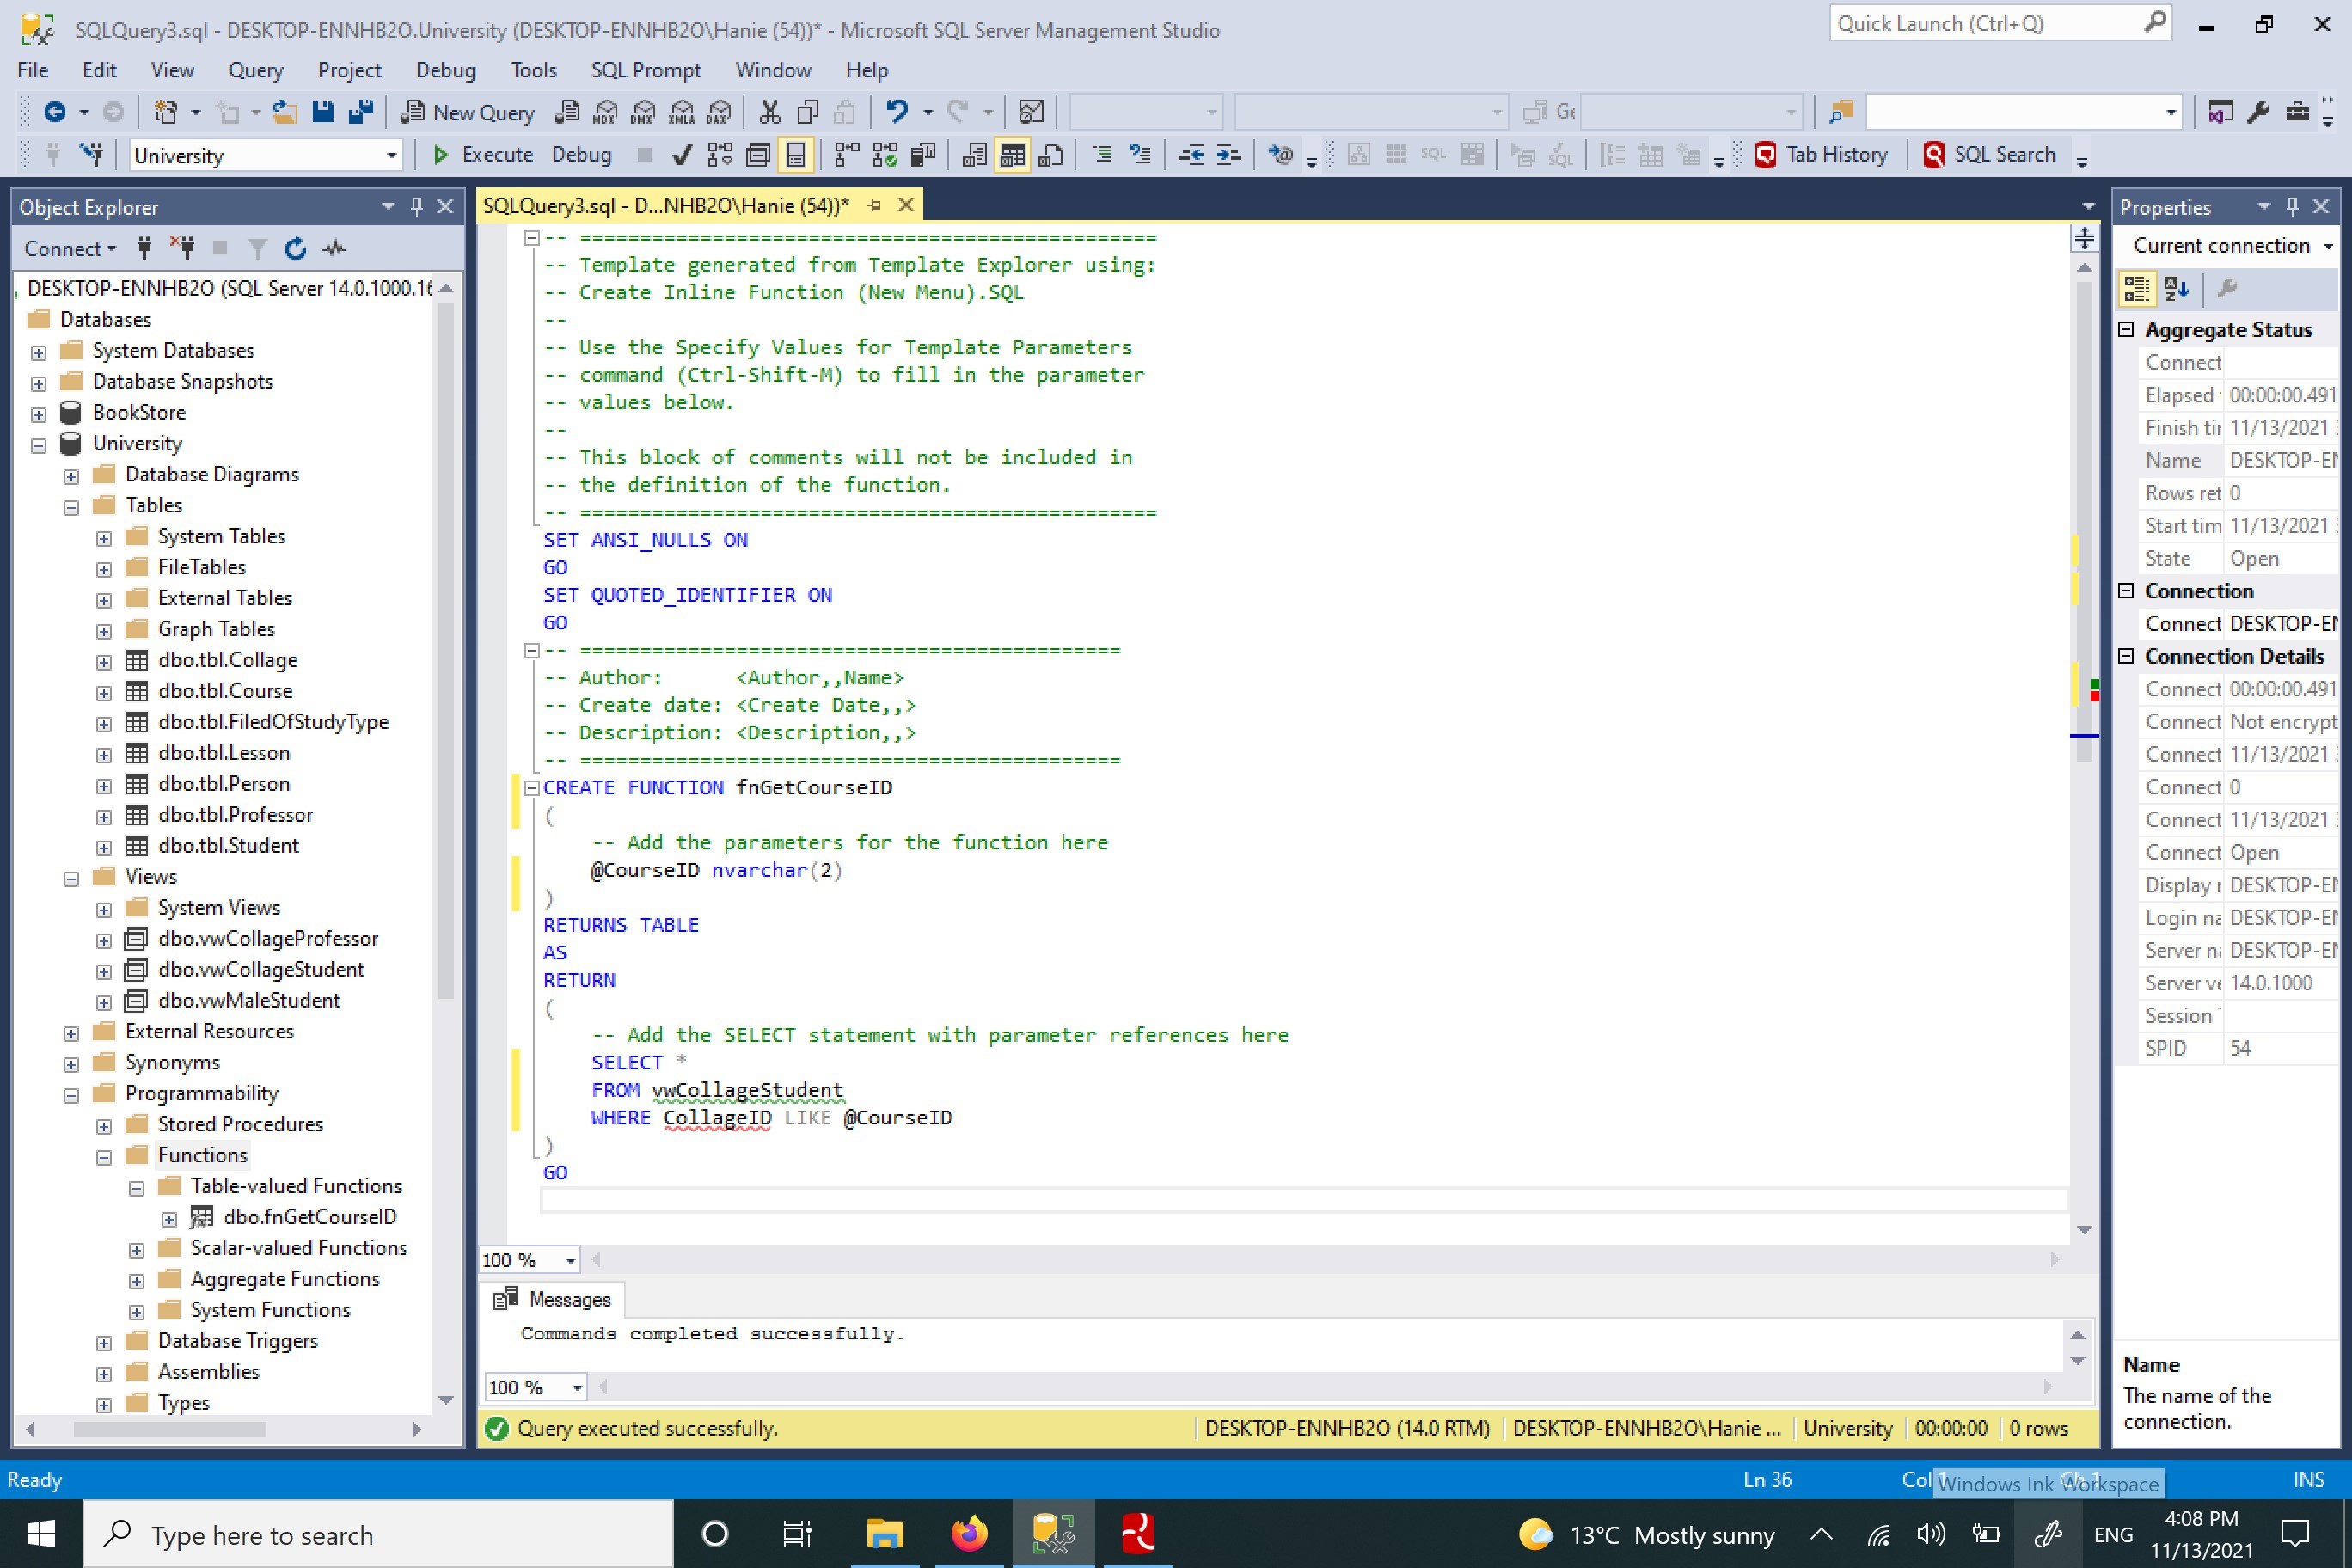 SQLQuery3.sql - DESKTOP-ENNHB2O.University (DESKTOP-ENNHB2O\Hanie (54))* - Microsoft SQL Server Management Studio
Quick Launch (Ctrl+Q)
File Edit View Query Project Debug Tools SQL Prompt Window Help
New Query MDX DMX XMLA DAX
University Execute Debug SQL SQL Tab History SQL Search
Object Explorer
Connect
DESKTOP-ENNHB2O (SQL Server 14.0.1000.16
Databases
System Databases
Database Snapshots
BookStore
University
Database Diagrams
Tables
System Tables
FileTables
External Tables
Graph Tables
dbo.tbl.Collage
dbo.tbl.Course
dbo.tbl.FiledOfStudyType
dbo.tbl.Lesson
dbo.tbl.Person
dbo.tbl.Professor
dbo.tbl.Student
Views
System Views
dbo.vwCollageProfessor
dbo.vwCollageStudent
dbo.vwMaleStudent
External Resources
Synonyms
Programmability
Stored Procedures
Functions
Table-valued Functions
dbo.fnGetCourseID
Scalar-valued Functions
Aggregate Functions
System Functions
Database Triggers
Assemblies
Types
SQLQuery3.sql - D...NHB2O\Hanie (54))*
-- ================================================
-- Template generated from Template Explorer using:
-- Create Inline Function (New Menu).SQL
--
-- Use the Specify Values for Template Parameters
-- command (Ctrl-Shift-M) to fill in the parameter
-- values below.
--
-- This block of comments will not be included in
-- the definition of the function.
-- ================================================
SET ANSI_NULLS ON
GO
SET QUOTED_IDENTIFIER ON
GO
-- =============================================
-- Author: <Author,,Name>
-- Create date: <Create Date,,>
-- Description: <Description,,>
-- =============================================
CREATE FUNCTION fnGetCourseID
(
-- Add the parameters for the function here
@CourseID nvarchar(2)
)
RETURNS TABLE
AS
RETURN
(
-- Add the SELECT statement with parameter references here
SELECT *
FROM vwCollageStudent
WHERE CollageID LIKE @CourseID
)
GO
100 %
Messages
Commands completed successfully.
100 %
Query executed successfully. DESKTOP-ENNHB2O (14.0 RTM) DESKTOP-ENNHB2O\Hanie ... University 00:00:00 0 rows
Properties
Current connection
Aggregate Status
Connect
Elapsed 00:00:00.491
Finish tir 11/13/2021
Name DESKTOP-EN
Rows ret 0
Start tim 11/13/2021
State Open
Connection
Connect DESKTOP-EN
Connection Details
Connect 00:00:00.491
Connect Not encrypt
Connect 11/13/2021
Connect 0
Connect 11/13/2021
Connect Open
Display r DESKTOP-EN
Login na DESKTOP-EN
Server na DESKTOP-EN
Server ve 14.0.1000
Session
SPID 54
Name
The name of the
connection.
Ready Ln 36 Col INS
Windows Ink Workspace
Type here to search
13°C Mostly sunny
ENG
4:08 PM
11/13/2021